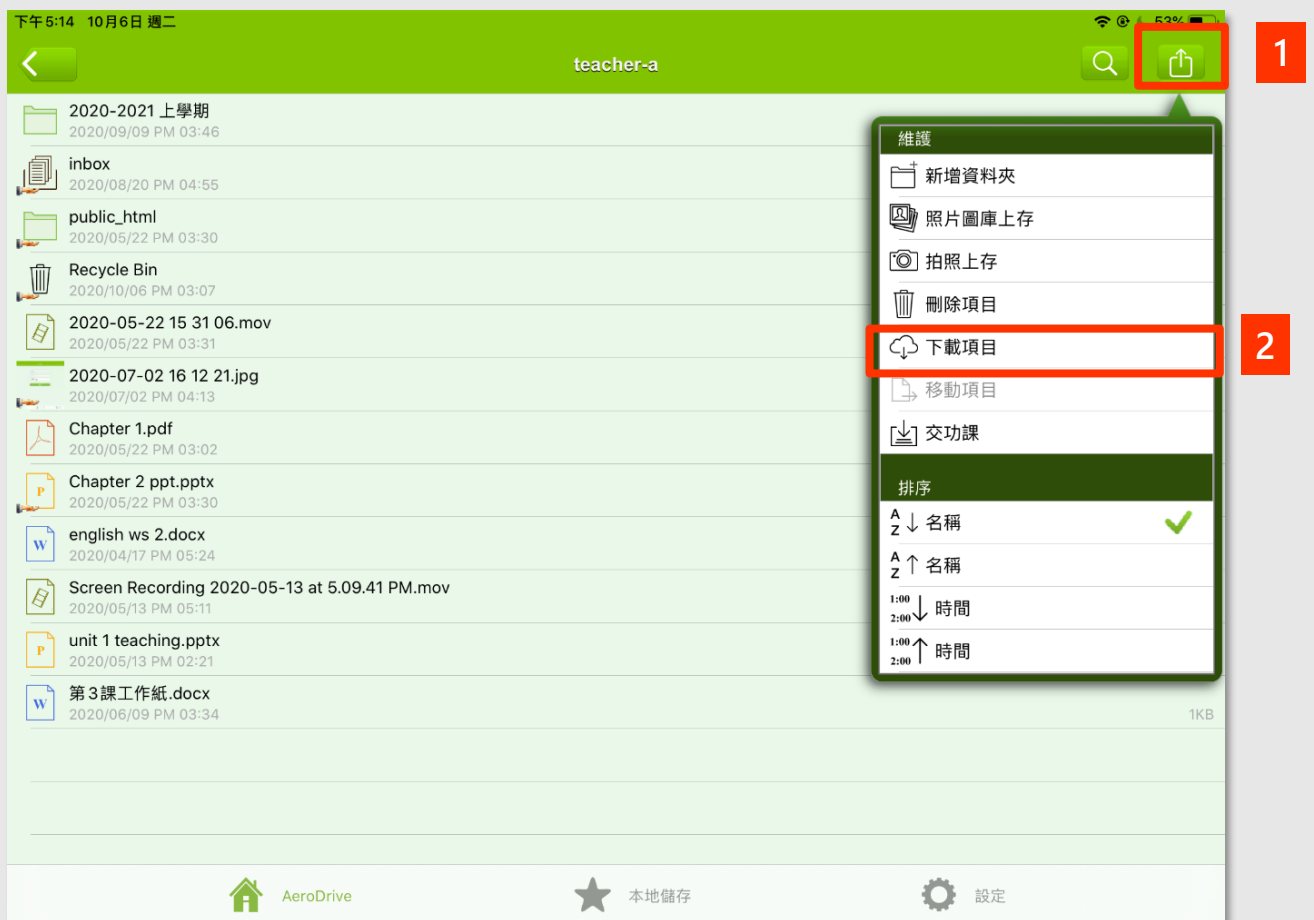 下午5:14 10月6日 週二
53%
teacher-a
1
2020-2021 上學期
2020/09/09 PM 03:46
inbox
2020/08/20 PM 04:55
public_html
2020/05/22 PM 03:30
Recycle Bin
2020/10/06 PM 03:07
2020-05-22 15 31 06.mov
2020/05/22 PM 03:31
2020-07-02 16 12 21.jpg
2020/07/02 PM 04:13
Chapter 1.pdf
2020/05/22 PM 03:02
P
Chapter 2 ppt.pptx
2020/05/22 PM 03:30
W
english ws 2.docx
2020/04/17 PM 05:24
Screen Recording 2020-05-13 at 5.09.41 PM.mov
2020/05/13 PM 05:11
P
unit 1 teaching.pptx
2020/05/13 PM 02:21
W
第3課工作紙.docx
2020/06/09 PM 03:34
1KB
維護
新增資料夾
照片圖庫上存
拍照上存
刪除項目
下載項目
2
移動項目
交功課
排序
A
Z
名稱
A
Z
名稱
1:00
2:00
時間
1:00
2:00
時間
AeroDrive
本地儲存
設定